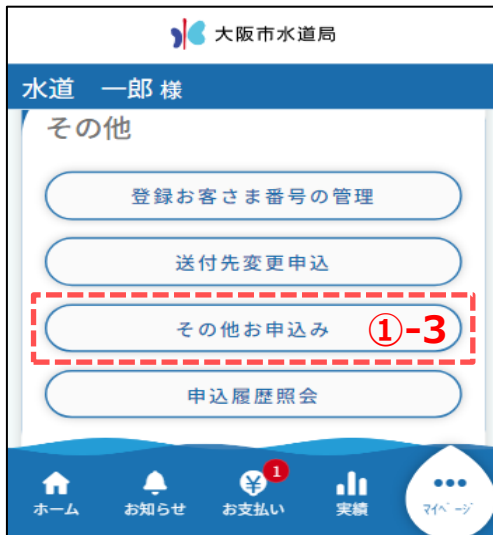 大阪市水道局
水道　一郎 様
その他
登録お客さま番号の管理
送付先変更申込
その他お申込み ①-3
申込履歴照会
1
ホーム お知らせ お支払い 実績 ﾏｲﾍﾟｰｼﾞ